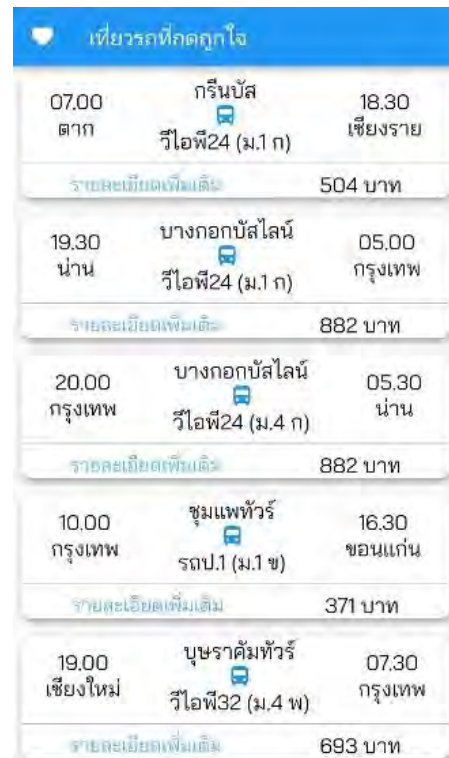 เที่ยวรถที่กดถูกใจ
07.00 กรีนบัส 18.30
ตาก วีไอพี24 (ม.1 ก) เชียงราย
รายละเอียดเพิ่มเติม 504 บาท
19.30 บางกอกบัสไลน์ 05.00
น่าน วีไอพี24 (ม.1 ก) กรุงเทพ
รายละเอียดเพิ่มเติม 882 บาท
20.00 บางกอกบัสไลน์ 05.30
กรุงเทพ วีไอพี24 (ม.4 ก) น่าน
รายละเอียดเพิ่มเติม 882 บาท
10.00 ชุมแพทัวร์ 16.30
กรุงเทพ รถป.1 (ม.1 ข) ขอนแก่น
รายละเอียดเพิ่มเติม 371 บาท
19.00 บุษราคัมทัวร์ 07.30
เชียงใหม่ วีไอพี32 (ม.4 พ) กรุงเทพ
รายละเอียดเพิ่มเติม 693 บาท